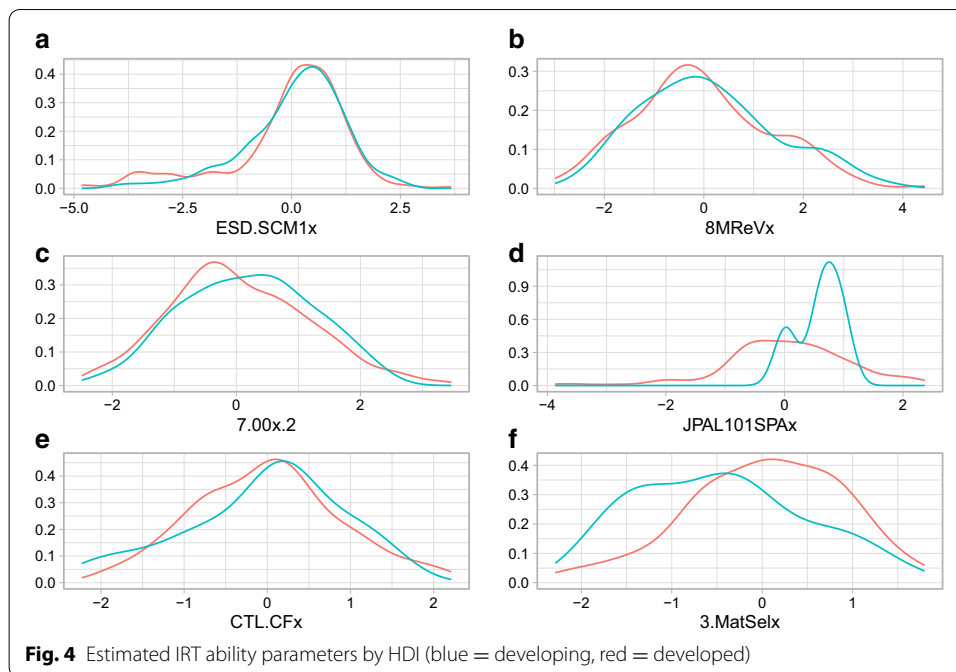 a
0.4
0.3
0.2
0.1
0.0
−5.0 −2.5 0.0 2.5
ESD.SCM1x
b
0.3
0.2
0.1
0.0
−2 0 2 4
8MReVx
c
0.3
0.2
0.1
0.0
−2 0 2
7.00x.2
d
0.9
0.6
0.3
0.0
−4 −2 0 2
JPAL101SPAx
e
0.4
0.3
0.2
0.1
0.0
−2 −1 0 1 2
CTL.CFx
f
0.4
0.3
0.2
0.1
0.0
−2 −1 0 1
3.MatSelx
Fig. 4 Estimated IRT ability parameters by HDI (blue = developing, red = developed)